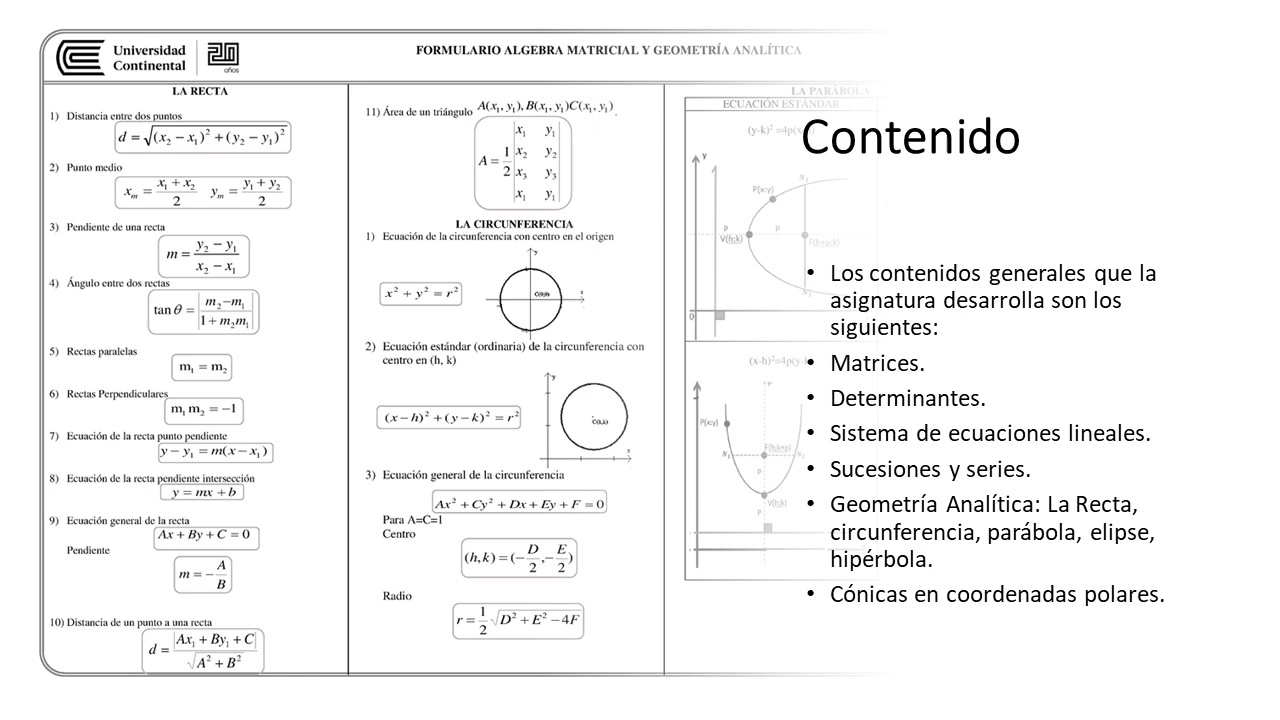 Universidad
Continental
20
años
FORMULARIO ALGEBRA MATRICIAL Y GEOMETRÍA ANALÍTICA
LA RECTA
1) Distancia entre dos puntos
d = √((x₂ − x₁)² + (y₂ − y₁)²)
2) Punto medio
xₘ = (x₁ + x₂)/2 yₘ = (y₁ + y₂)/2
3) Pendiente de una recta
m = (y₂ − y₁)/(x₂ − x₁)
4) Ángulo entre dos rectas
tan θ = |(m₂−m₁)/(1 + m₂m₁)|
5) Rectas paralelas
m₁ = m₂
6) Rectas Perpendiculares
m₁ m₂ = −1
7) Ecuación de la recta punto pendiente
y − y₁ = m(x − x₁)
8) Ecuación de la recta pendiente intersección
y = mx + b
9) Ecuación general de la recta
Ax + By + C = 0
Pendiente
m = −A/B
10) Distancia de un punto a una recta
d = |Ax₁ + By₁ + C|/√(A² + B²)
11) Área de un triángulo A(x₁, y₁), B(x₁, y₁)C(x₁, y₁).
A = 1/2
x₁ y₁
x₂ y₂
x₃ y₃
x₁ y₁
LA CIRCUNFERENCIA
1) Ecuación de la circunferencia con centro en el origen
x² + y² = r²
y
x
2) Ecuación estándar (ordinaria) de la circunferencia con
centro en (h, k)
(x − h)² + (y − k)² = r²
y
x
3) Ecuación general de la circunferencia
Ax² + Cy² + Dx + Ey + F = 0
Para A=C=1
Centro
(h, k) = (−D/2, −E/2)
Radio
r = 1/2 √(D² + E² − 4F)
LA PARÁBOLA
ECUACIÓN ESTÁNDAR
(y-k)² =4p(x
y
P(x;y)
N₁
P
p
V(h;k)
F(h+p;k)
N₂
0
(x-h)²=4p(y-k
P(x;y)
F(h;k+p)
N₁
N₂
P
V(h;k)
P
Contenido
• Los contenidos generales que la
asignatura desarrolla son los
siguientes:
• Matrices.
• Determinantes.
• Sistema de ecuaciones lineales.
• Sucesiones y series.
• Geometría Analítica: La Recta,
circunferencia, parábola, elipse,
hipérbola.
• Cónicas en coordenadas polares.